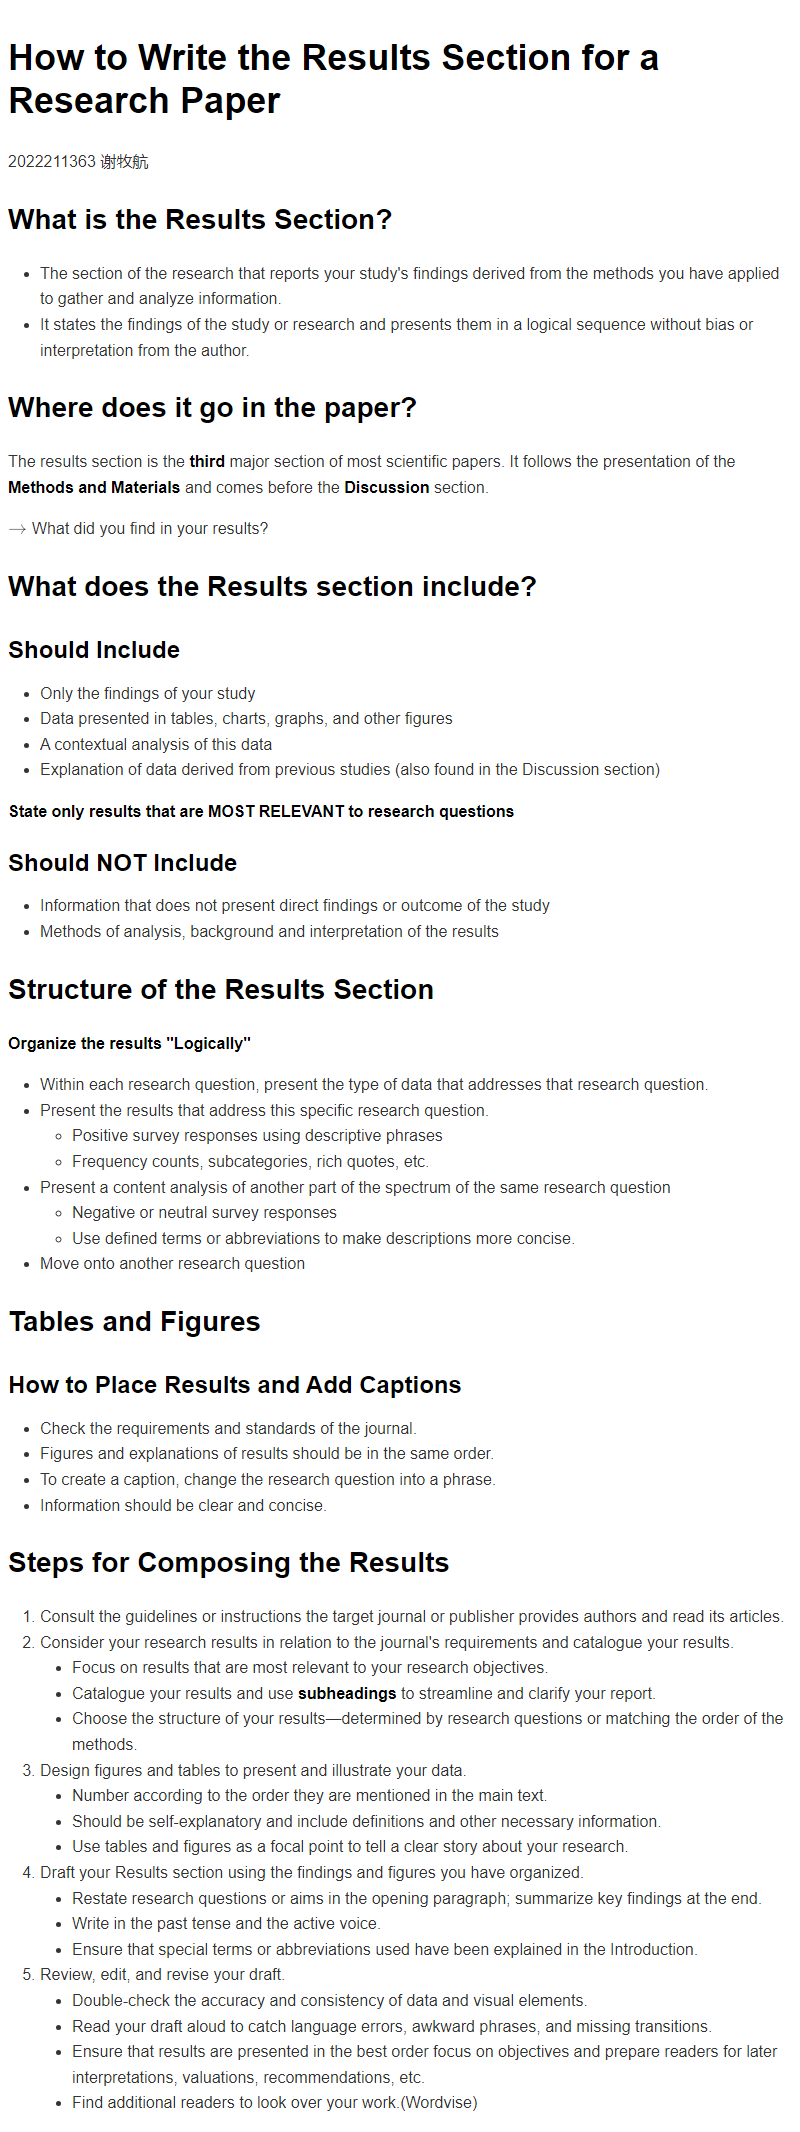 How to Write the Results Section for a
Research Paper
2022211363 谢牧航
What is the Results Section?
• The section of the research that reports your study's findings derived from the methods you have applied
to gather and analyze information.
• It states the findings of the study or research and presents them in a logical sequence without bias or
interpretation from the author.
Where does it go in the paper?
The results section is the third major section of most scientific papers. It follows the presentation of the
Methods and Materials and comes before the Discussion section.
→ What did you find in your results?
What does the Results section include?
Should Include
• Only the findings of your study
• Data presented in tables, charts, graphs, and other figures
• A contextual analysis of this data
• Explanation of data derived from previous studies (also found in the Discussion section)
State only results that are MOST RELEVANT to research questions
Should NOT Include
• Information that does not present direct findings or outcome of the study
• Methods of analysis, background and interpretation of the results
Structure of the Results Section
Organize the results "Logically"
• Within each research question, present the type of data that addresses that research question.
• Present the results that address this specific research question.
◦ Positive survey responses using descriptive phrases
◦ Frequency counts, subcategories, rich quotes, etc.
• Present a content analysis of another part of the spectrum of the same research question
◦ Negative or neutral survey responses
◦ Use defined terms or abbreviations to make descriptions more concise.
• Move onto another research question
Tables and Figures
How to Place Results and Add Captions
• Check the requirements and standards of the journal.
• Figures and explanations of results should be in the same order.
• To create a caption, change the research question into a phrase.
• Information should be clear and concise.
Steps for Composing the Results
1. Consult the guidelines or instructions the target journal or publisher provides authors and read its articles.
2. Consider your research results in relation to the journal's requirements and catalogue your results.
• Focus on results that are most relevant to your research objectives.
• Catalogue your results and use subheadings to streamline and clarify your report.
• Choose the structure of your results—determined by research questions or matching the order of the
methods.
3. Design figures and tables to present and illustrate your data.
• Number according to the order they are mentioned in the main text.
• Should be self-explanatory and include definitions and other necessary information.
• Use tables and figures as a focal point to tell a clear story about your research.
4. Draft your Results section using the findings and figures you have organized.
• Restate research questions or aims in the opening paragraph; summarize key findings at the end.
• Write in the past tense and the active voice.
• Ensure that special terms or abbreviations used have been explained in the Introduction.
5. Review, edit, and revise your draft.
• Double-check the accuracy and consistency of data and visual elements.
• Read your draft aloud to catch language errors, awkward phrases, and missing transitions.
• Ensure that results are presented in the best order focus on objectives and prepare readers for later
interpretations, valuations, recommendations, etc.
• Find additional readers to look over your work.(Wordvise)